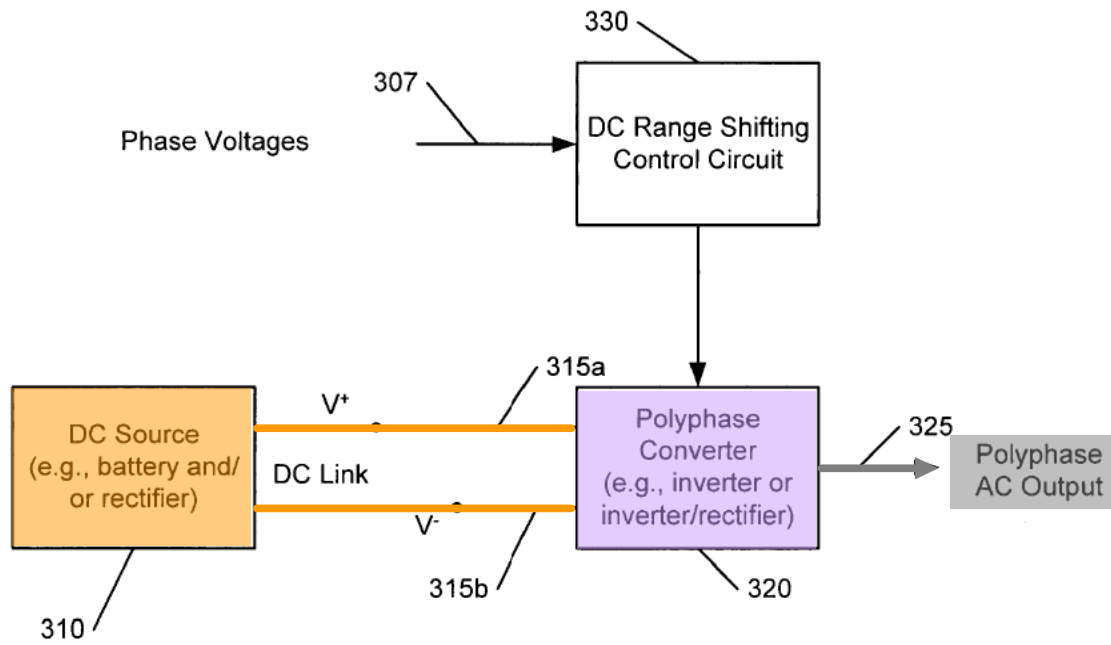 330
307
Phase Voltages
DC Range Shifting
Control Circuit
315a
V+
DC Source
(e.g., battery and/
or rectifier)
DC Link
V-
315b
310
Polyphase
Converter
(e.g., inverter or
inverter/rectifier)
320
325
Polyphase
AC Output